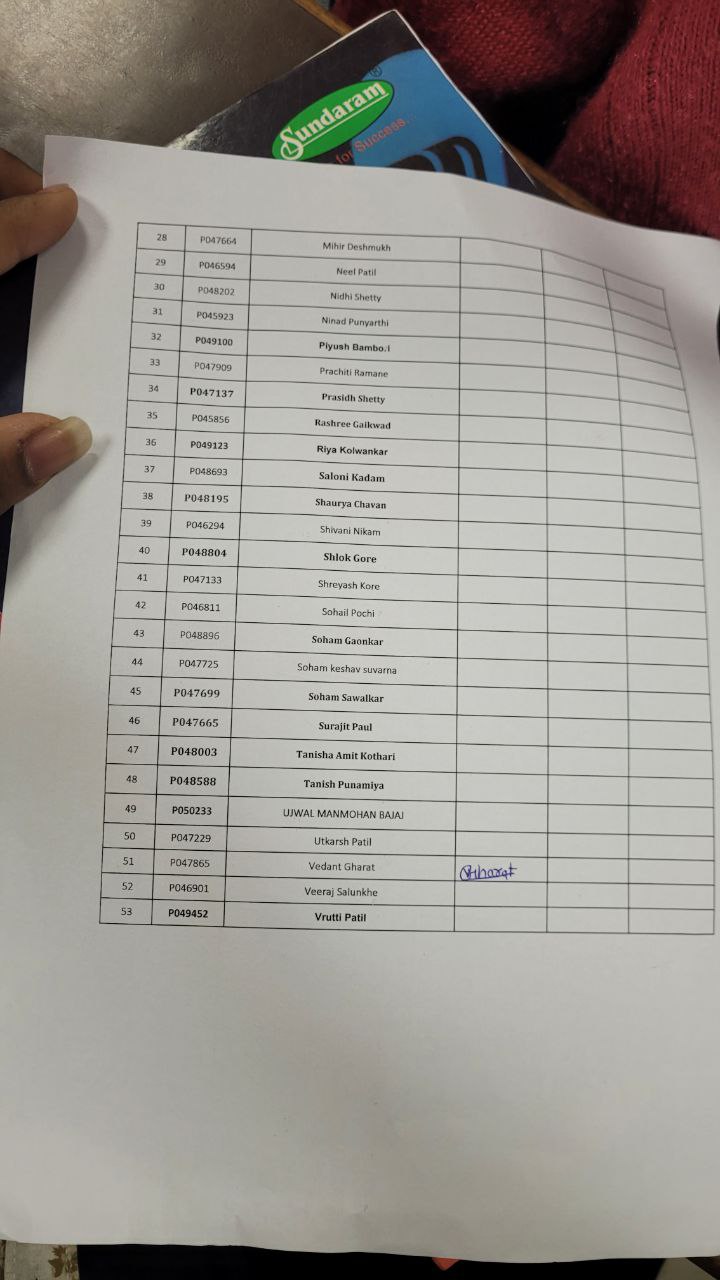 Sundaram®
for Success.
28 P047664 Mihir Deshmukh
29 P046594 Neel Patil
30 P048202 Nidhi Shetty
31 P045923 Ninad Punyarthi
32 P049100 Piyush
33 P047909 Prachiti Ramane
34 P047137 Prasidh Shetty
35 P045856 Rashree Gaikwad
36 P049123 Riya Kolwankar
37 P048693 Saloni Kadam
38 P048195 Shaurya Chavan
39 P046294 Shivani Nikam
40 P048804 Shlok Gore
41 P047133 Shreyash Kore
42 P046811 Sohail Pochi
43 P048896 Soham Gaonkar
44 P047725 Soham keshav suvarna
45 P047699 Soham Sawalkar
46 P047665 Surajit Paul
47 P048003 Tanisha Amit Kothari
48 P048588 Tanish Punamiya
49 P050233 UJWAL MANMOHAN BAJAJ
50 P047229 Utkarsh Patil
51 P047865 Vedant Gharat
52 P046901 Veeraj Salunkhe
53 P049452 Vrutti Patil